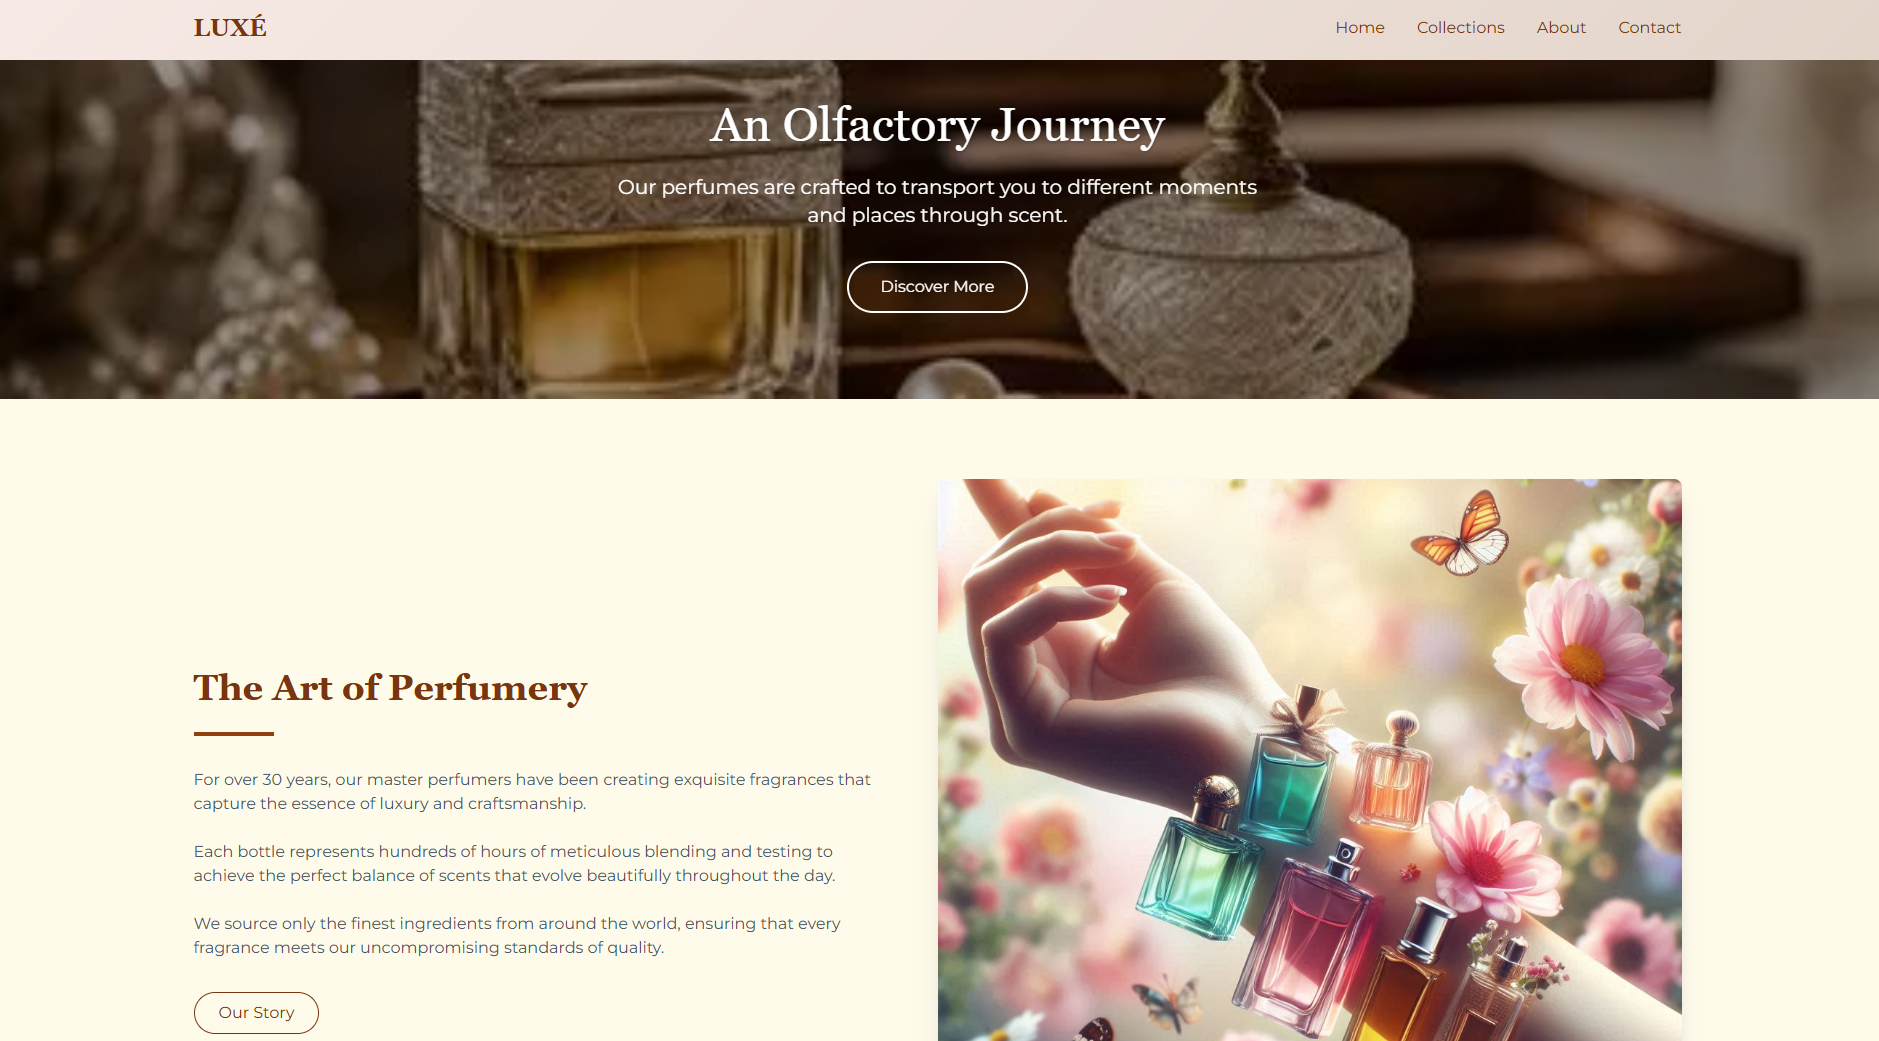 LUXÉ
Home
Collections
About
Contact
An Olfactory Journey
Our perfumes are crafted to transport you to different moments
and places through scent.
Discover More
The Art of Perfumery
For over 30 years, our master perfumers have been creating exquisite fragrances that
capture the essence of luxury and craftsmanship.
Each bottle represents hundreds of hours of meticulous blending and testing to
achieve the perfect balance of scents that evolve beautifully throughout the day.
We source only the finest ingredients from around the world, ensuring that every
fragrance meets our uncompromising standards of quality.
Our Story